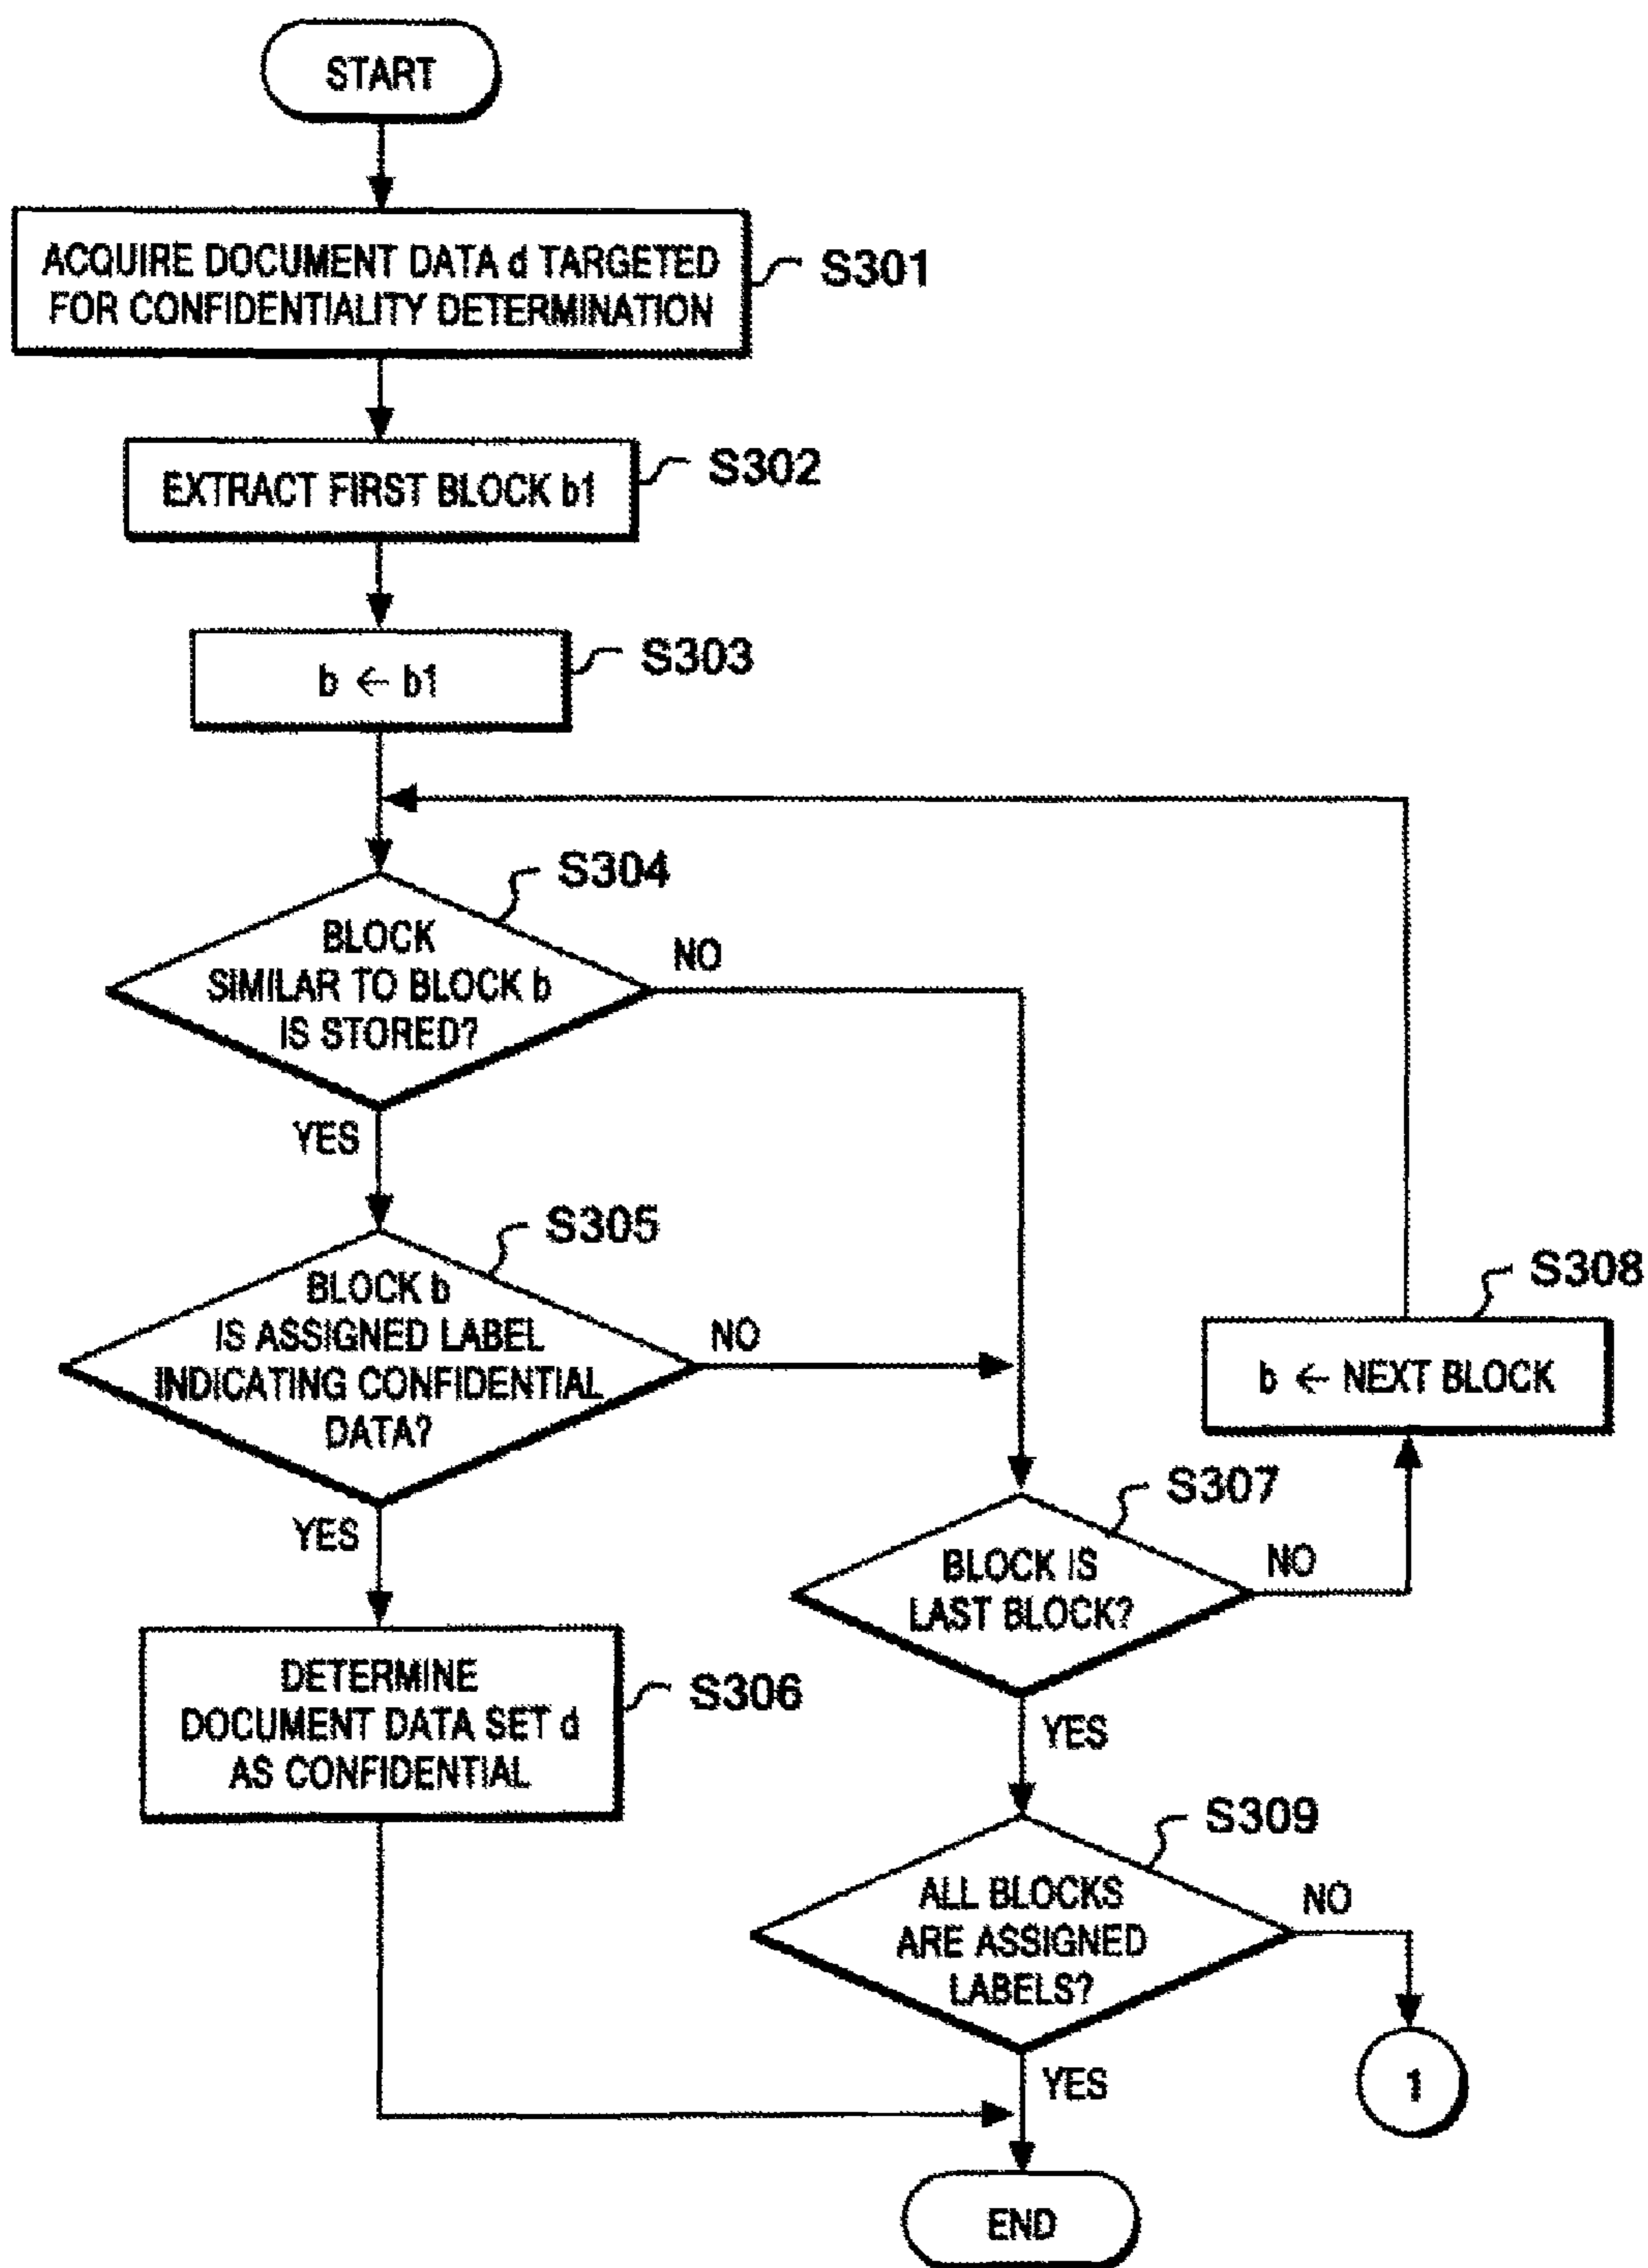 START
ACQUIRE DOCUMENT DATA d TARGETED
FOR CONFIDENTIALITY DETERMINATION
S301
EXTRACT FIRST BLOCK b1
S302
b ← b1
S303
S304
BLOCK
SIMILAR TO BLOCK b
IS STORED?
NO
YES
S305
BLOCK b
IS ASSIGNED LABEL
INDICATING CONFIDENTIAL
DATA?
NO
YES
S308
b ← NEXT BLOCK
S307
BLOCK IS
LAST BLOCK?
NO
YES
DETERMINE
DOCUMENT DATA SET d
AS CONFIDENTIAL
S306
S309
ALL BLOCKS
ARE ASSIGNED
LABELS?
NO
YES
1
END